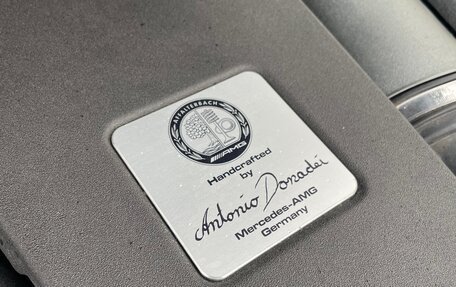 AFFALTERBACH
AMG
Handcrafted
by
Antonio Donadei
Mercedes-AMG
Germany